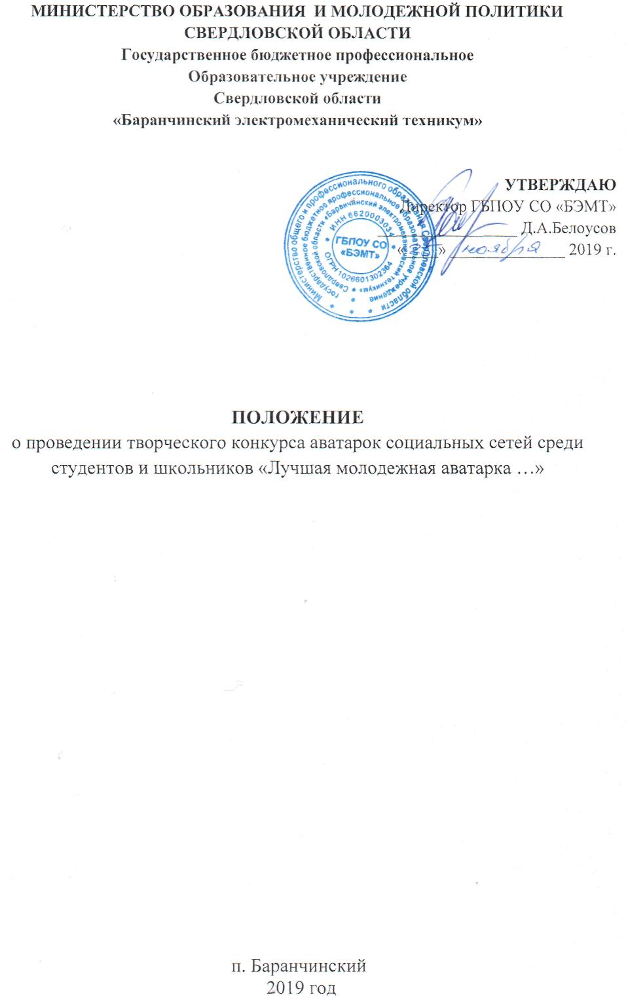 МИНИСТЕРСТВО ОБРАЗОВАНИЯ И МОЛОДЕЖНОЙ ПОЛИТИКИ
СВЕРДЛОВСКОЙ ОБЛАСТИ
Государственное бюджетное профессиональное
Образовательное учреждение
Свердловской области
«Баранчинский электромеханический техникум»
УТВЕРЖДАЮ
Директор ГБПОУ СО «БЭМТ»
Д.А.Белоусов
« » ноября 2019 г.
Министерство общего и профессионального образования Свердловской области
государственное бюджетное профессиональное образовательное учреждение
Свердловской области «Баранчинский электромеханический техникум»
ИНН 6620003034
ГБПОУ СО
«БЭМТ»
ОГРН 1026601302364
ПОЛОЖЕНИЕ
о проведении творческого конкурса аватарок социальных сетей среди
студентов и школьников «Лучшая молодежная аватарка …»
п. Баранчинский
2019 год